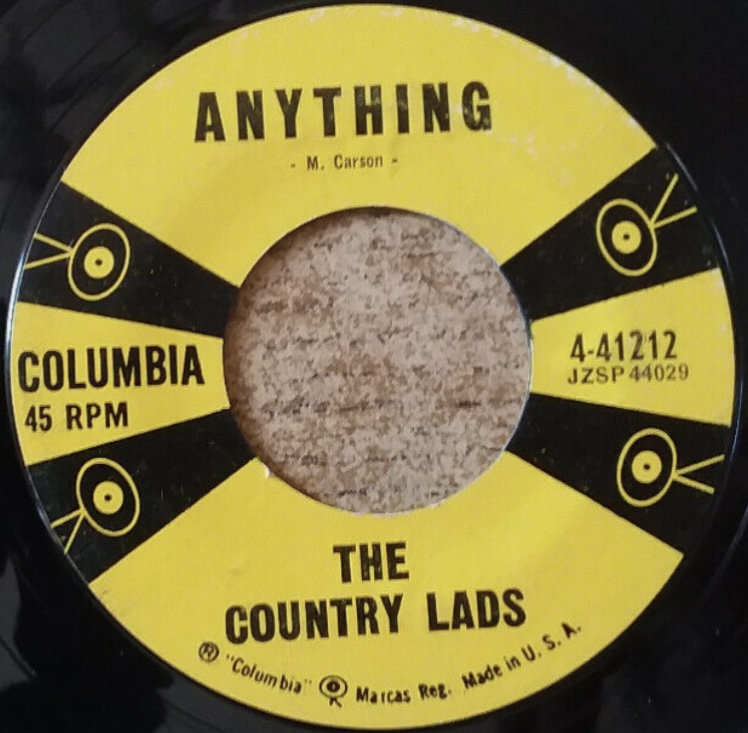 ANYTHING
- M. Carson -
COLUMBIA
45 RPM
4-41212
JZSP 44029
THE
COUNTRY LADS
® "Columbia" Marcas Reg. Made in U. S. A.